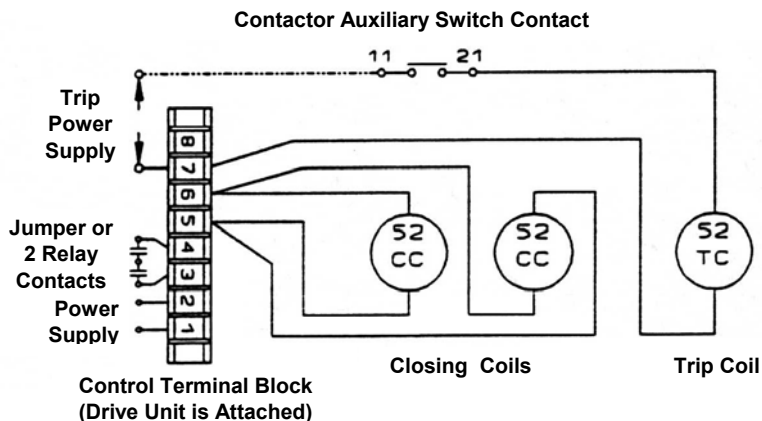 Contactor Auxiliary Switch Contact
11 21
Trip
Power
Supply
8
7
6
5
4
3
2
1
Jumper or
2 Relay
Contacts
Power
Supply
52
CC
52
CC
52
TC
Closing Coils
Trip Coil
Control Terminal Block
(Drive Unit is Attached)